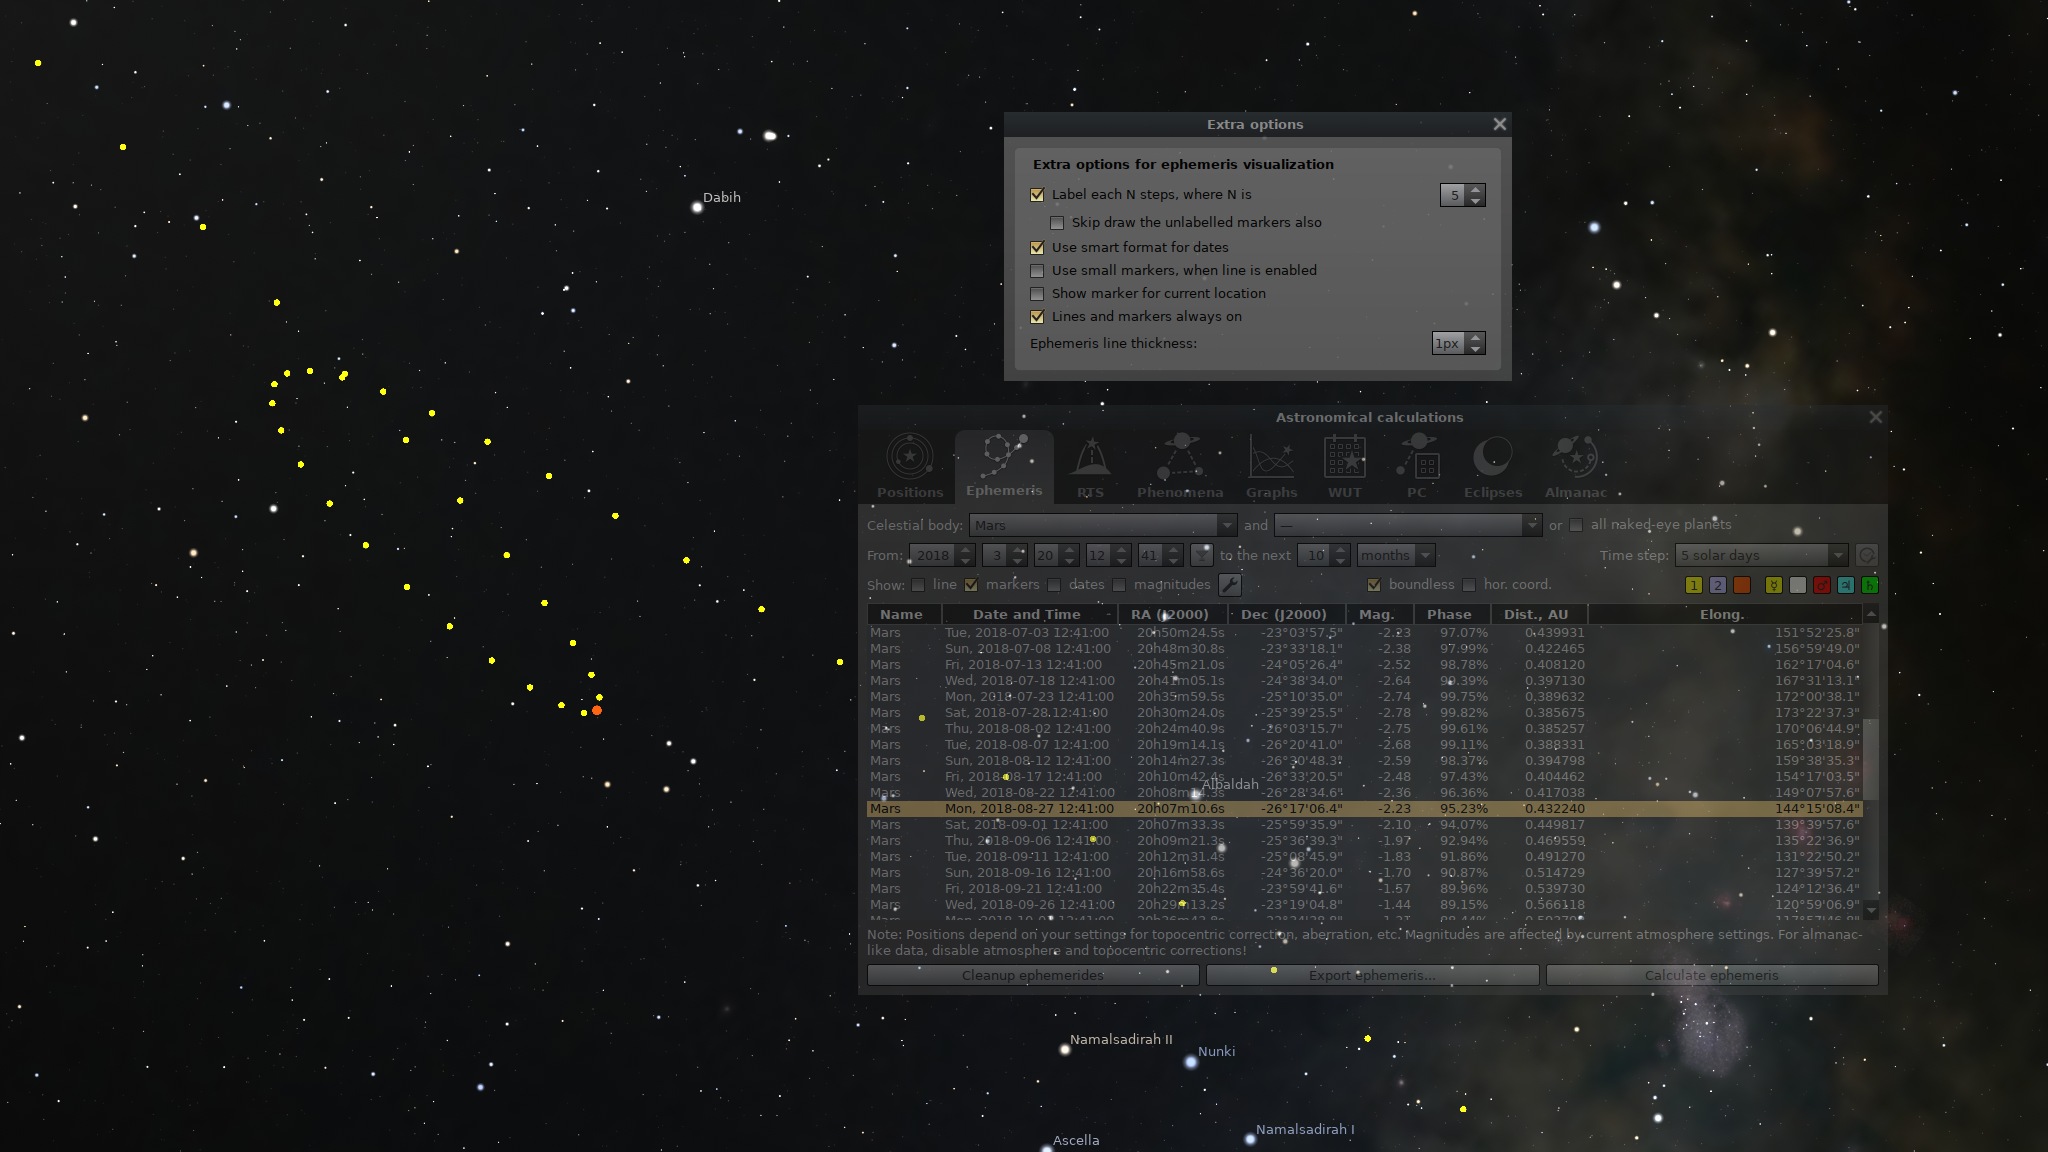 Dabih
Extra options
Extra options for ephemeris visualization
Label each N steps, where N is 5
Skip draw the unlabelled markers also
Use smart format for dates
Use small markers, when line is enabled
Show marker for current location
Lines and markers always on
Ephemeris line thickness: 1px
Astronomical calculations
Positions Ephemeris RTS Phenomena Graphs WUT PC Eclipses Almanac
Celestial body: Mars and — or all naked-eye planets
From: 2018 3 20 12 41 to the next 10 months Time step: 5 solar days
Show: line markers dates magnitudes boundless hor. coord. 1 2 ☿ ♂ ♃ ♄
Name Date and Time RA (J2000) Dec (J2000) Mag. Phase Dist., AU Elong.
Mars Tue, 2018-07-03 12:41:00 20h50m24.5s -23°03'57.5" -2.23 97.07% 0.439931 151°52'25.8"
Mars Sun, 2018-07-08 12:41:00 20h48m30.8s -23°33'18.1" -2.38 97.99% 0.422465 156°59'49.0"
Mars Fri, 2018-07-13 12:41:00 20h45m21.0s -24°05'26.4" -2.52 98.78% 0.408120 162°17'04.6"
Mars Wed, 2018-07-18 12:41:00 20h41m05.1s -24°38'34.0" -2.64 99.39% 0.397130 167°31'13.1"
Mars Mon, 2018-07-23 12:41:00 20h35m59.5s -25°10'35.0" -2.74 99.75% 0.389632 172°00'38.1"
Mars Sat, 2018-07-28 12:41:00 20h30m24.0s -25°39'25.5" -2.78 99.82% 0.385675 173°22'37.3"
Mars Thu, 2018-08-02 12:41:00 20h24m40.9s -26°03'15.7" -2.75 99.61% 0.385257 170°06'44.9"
Mars Tue, 2018-08-07 12:41:00 20h19m14.1s -26°20'41.0" -2.68 99.11% 0.388331 165°03'18.9"
Mars Sun, 2018-08-12 12:41:00 20h14m27.3s -26°30'48.3" -2.59 98.37% 0.394798 159°38'35.3"
Mars Fri, 2018-08-17 12:41:00 20h10m42.4s -26°33'20.5" -2.48 97.43% 0.404462 154°17'03.5"
Albaldah
Mars Wed, 2018-08-22 12:41:00 -26°28'34.6" -2.36 96.36% 0.417038 149°07'57.6"
Mars Mon, 2018-08-27 12:41:00 20h07m10.6s -26°17'06.4" -2.23 95.23% 0.432240 144°15'08.4"
Mars Sat, 2018-09-01 12:41:00 20h07m33.3s -25°59'35.9" -2.10 94.07% 0.449817 139°39'57.6"
Mars Thu, 2018-09-06 12:41:00 20h09m21.3s -25°36'39.3" -1.97 92.94% 0.469559 135°22'36.9"
Mars Tue, 2018-09-11 12:41:00 20h12m31.4s -25°08'45.9" -1.83 91.86% 0.491270 131°22'50.2"
Mars Sun, 2018-09-16 12:41:00 20h16m58.6s -24°36'20.0" -1.70 90.87% 0.514729 127°39'57.2"
Mars Fri, 2018-09-21 12:41:00 20h22m35.4s -23°59'41.6" -1.57 89.96% 0.539730 124°12'36.4"
Mars Wed, 2018-09-26 12:41:00 20h29m13.2s -23°19'04.8" -1.44 89.15% 0.566118 120°59'06.9"
Note: Positions depend on your settings for topocentric correction, aberration, etc. Magnitudes are affected by current atmosphere settings. For almanac-
like data, disable atmosphere and topocentric corrections!
Cleanup ephemerides Export ephemeris... Calculate ephemeris
Namalsadirah II
Nunki
Namalsadirah I
Ascella